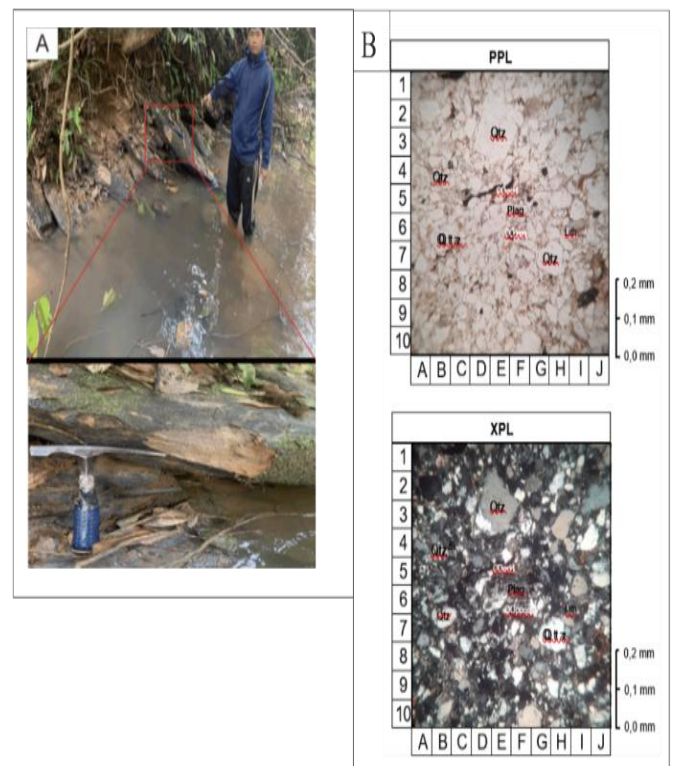 A
B
PPL
1
2
3
4
5
6
7
8
9
10
Qtz
Qtz
Plag
Qtz
Lith
Qtz
0,2 mm
0,1 mm
0,0 mm
A B C D E F G H I J
XPL
1
2
3
4
5
6
7
8
9
10
Qtz
Qtz
Plag
Qtz
Lith
Qtz
0,2 mm
0,1 mm
0,0 mm
A B C D E F G H I J